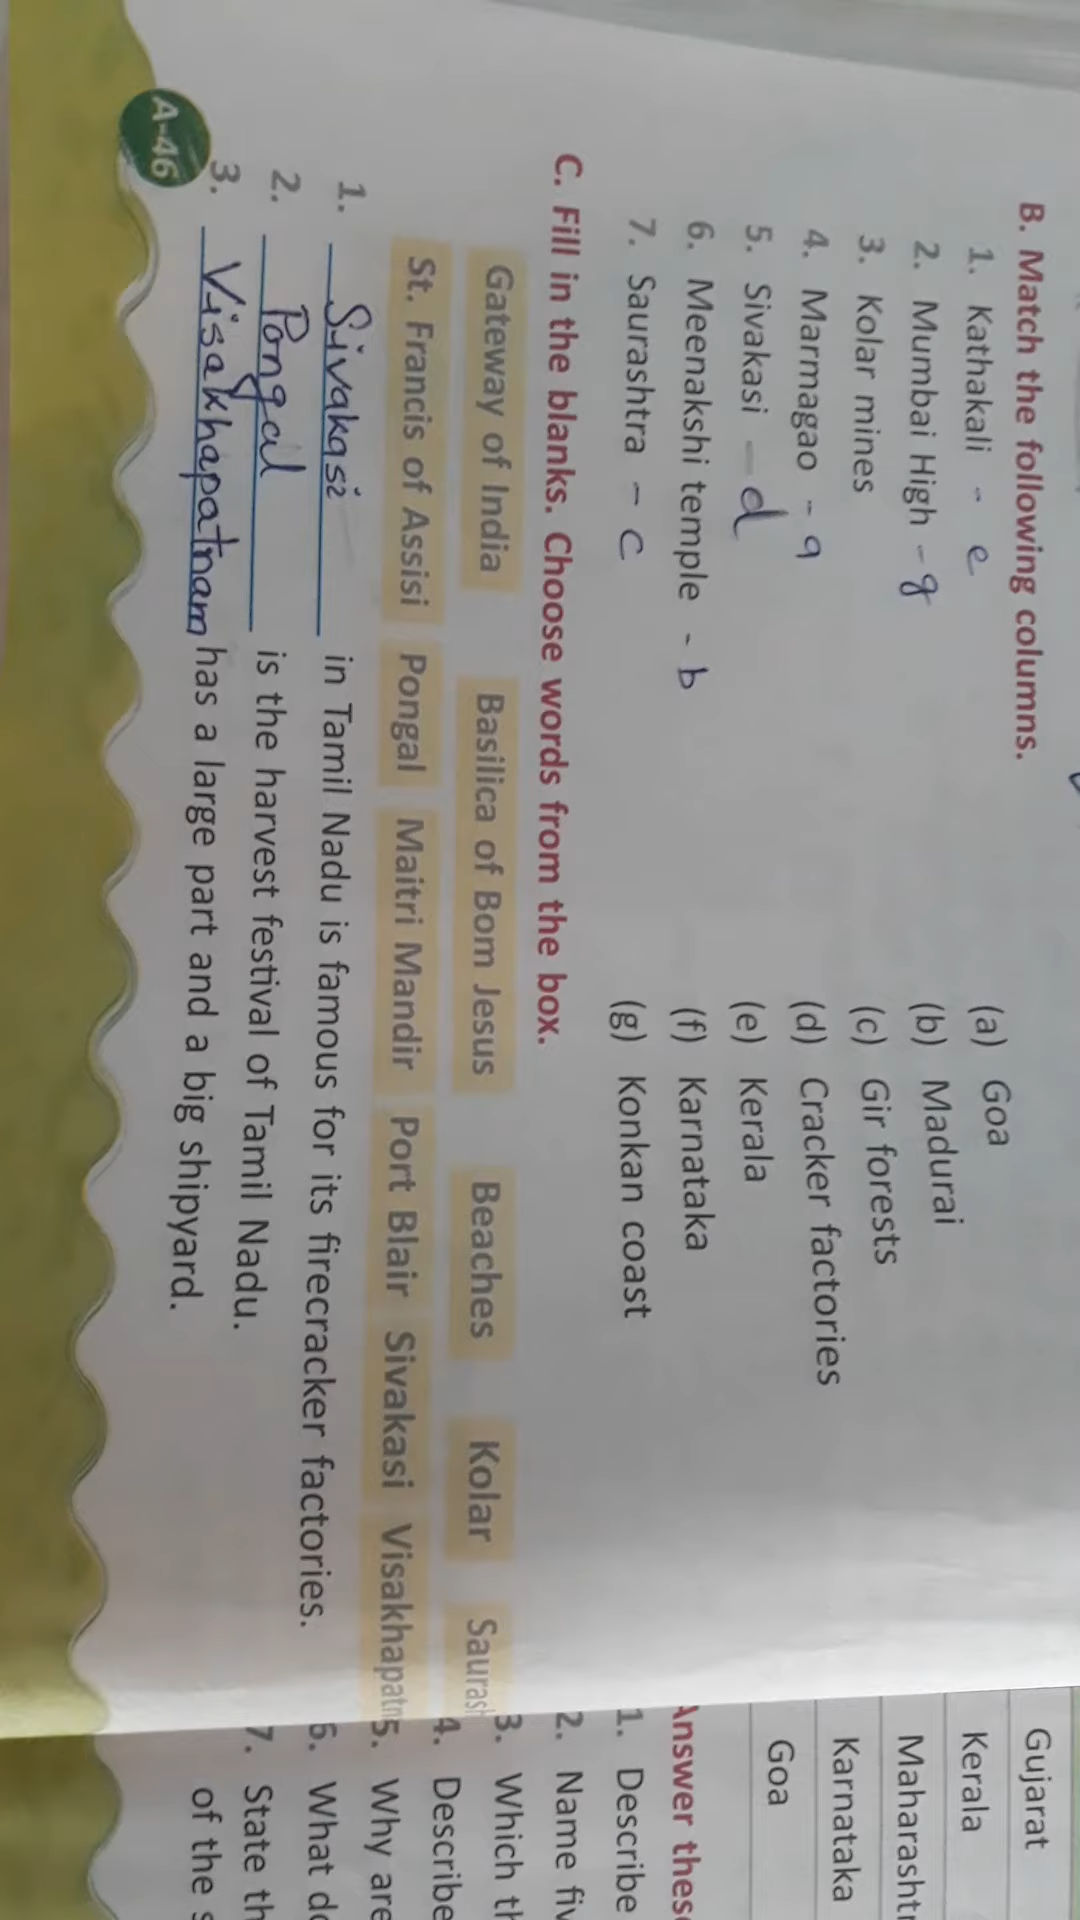 B. Match the following columns.
1. Kathakali - e (a) Goa
2. Mumbai High - g (b) Madurai
3. Kolar mines (c) Gir forests
4. Marmagao - a (d) Cracker factories
5. Sivakasi - d (e) Kerala
6. Meenakshi temple - b (f) Karnataka
7. Saurashtra - c (g) Konkan coast
C. Fill in the blanks. Choose words from the box.
Gateway of India Basilica of Bom Jesus Beaches Kolar Sauras
St. Francis of Assisi Pongal Maitri Mandir Port Blair Sivakasi Visakhapatn
1. Sivakasi in Tamil Nadu is famous for its firecracker factories.
2. Pongal is the harvest festival of Tamil Nadu.
3. Visakhapatnam has a large part and a big shipyard.
A-46
Gujarat
Kerala
Maharasht
Karnataka
Goa
Answer thes
1. Describe
2. Name fiv
3. Which th
4. Describe
5. Why are
6. What do
7. State th
of the s